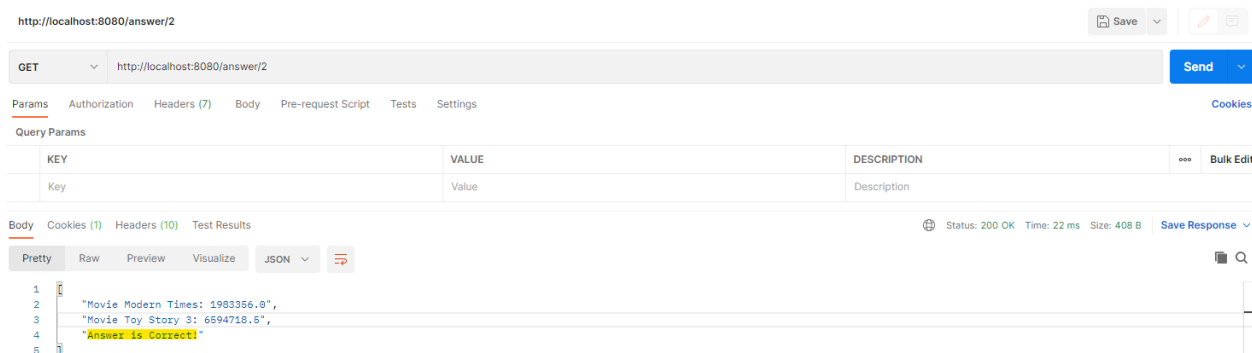 http://localhost:8080/answer/2
Save
GET http://localhost:8080/answer/2 Send
Params Authorization Headers (7) Body Pre-request Script Tests Settings Cookies
Query Params
KEY VALUE DESCRIPTION ooo Bulk Edit
Key Value Description
Body Cookies (1) Headers (10) Test Results Status: 200 OK Time: 22 ms Size: 408 B Save Response
Pretty Raw Preview Visualize JSON
1 [
2 "Movie Modern Times: 1983356.0",
3 "Movie Toy Story 3: 6594718.5",
4 "Answer is Correct!"
5 ]